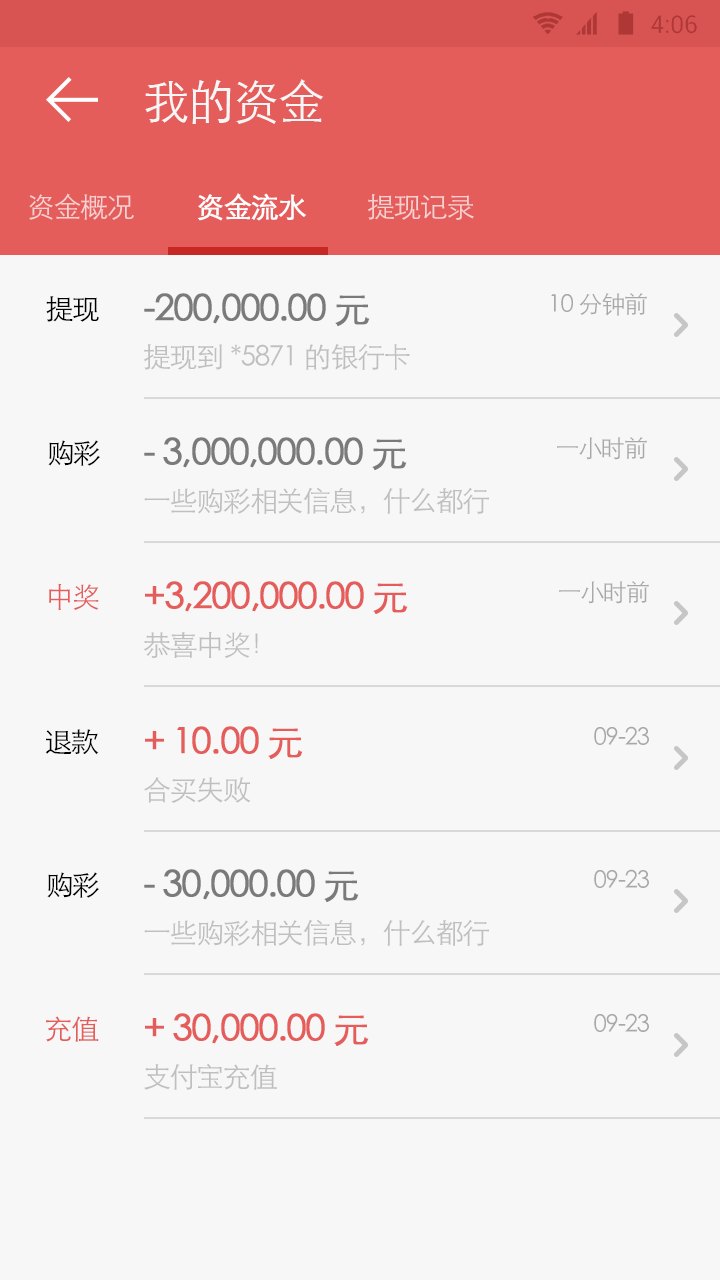 4:06
我的资金
资金概况 资金流水 提现记录
提现 -200,000.00 元 10 分钟前
提现到 *5871 的银行卡
购彩 - 3,000,000.00 元 一小时前
一些购彩相关信息，什么都行
中奖 +3,200,000.00 元 一小时前
恭喜中奖！
退款 + 10.00 元 09-23
合买失败
购彩 - 30,000.00 元 09-23
一些购彩相关信息，什么都行
充值 + 30,000.00 元 09-23
支付宝充值